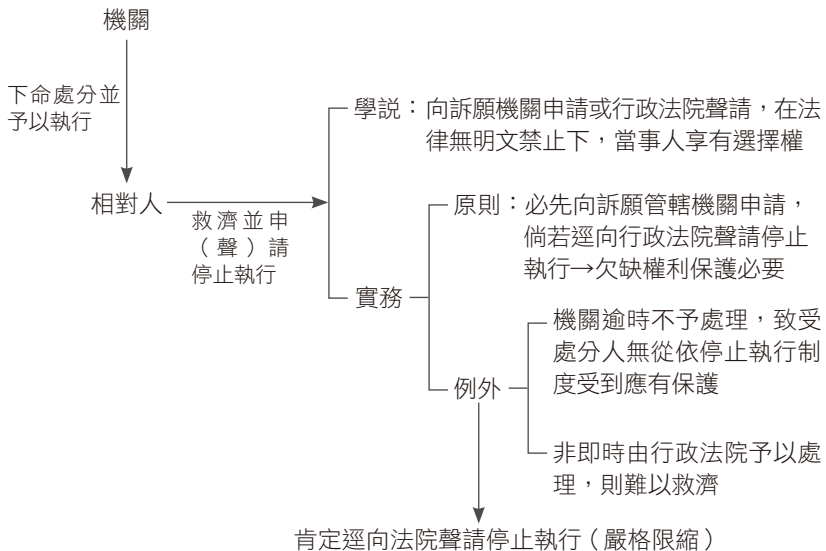 機關
下命處分並
予以執行
相對人
救濟並申
（聲）請
停止執行
學說：向訴願機關申請或行政法院聲請，在法
律無明文禁止下，當事人享有選擇權
實務
原則：必先向訴願管轄機關申請，
倘若逕向行政法院聲請停止
執行→欠缺權利保護必要
例外
機關逾時不予處理，致受
處分人無從依停止執行制
度受到應有保護
非即時由行政法院予以處
理，則難以救濟
肯定逕向法院聲請停止執行（嚴格限縮）